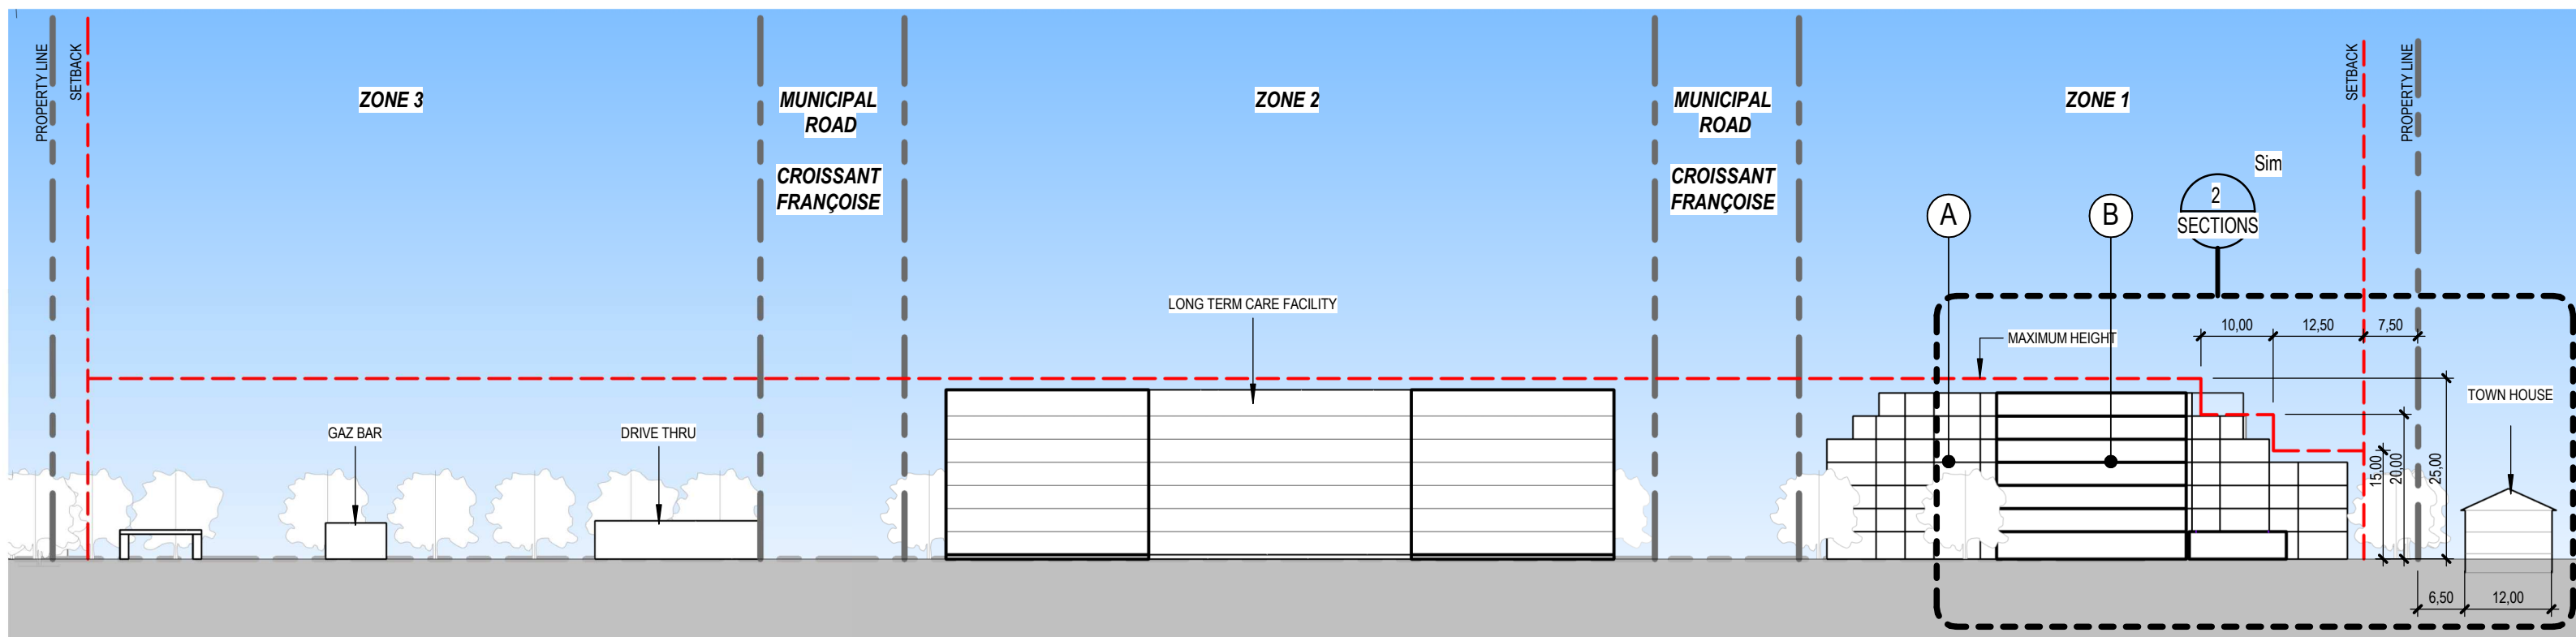 PROPERTY LINE
SETBACK
ZONE 3
MUNICIPAL
ROAD
CROISSANT
FRANÇOISE
ZONE 2
MUNICIPAL
ROAD
CROISSANT
FRANÇOISE
ZONE 1
SETBACK
PROPERTY LINE
Sim
2
SECTIONS
A
B
LONG TERM CARE FACILITY
MAXIMUM HEIGHT
10,00
12,50
7,50
TOWN HOUSE
GAZ BAR
DRIVE THRU
15,00
20,00
25,00
6,50
12,00